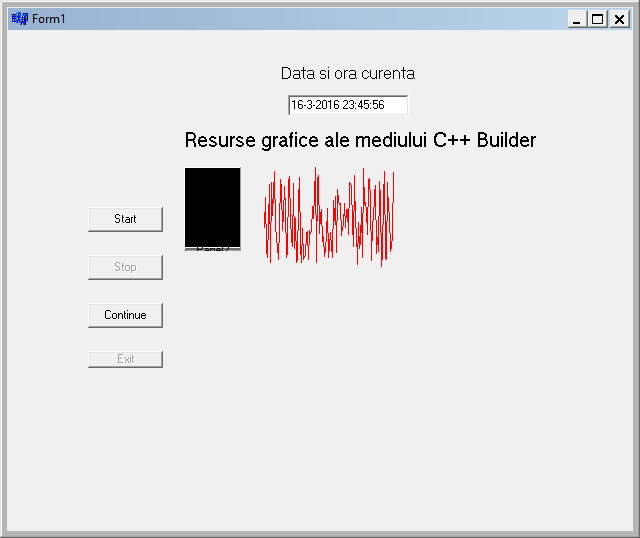 Form1
Data si ora curenta
16-3-2016 23:45:56
Resurse grafice ale mediului C++ Builder
Start
Stop
Continue
Exit